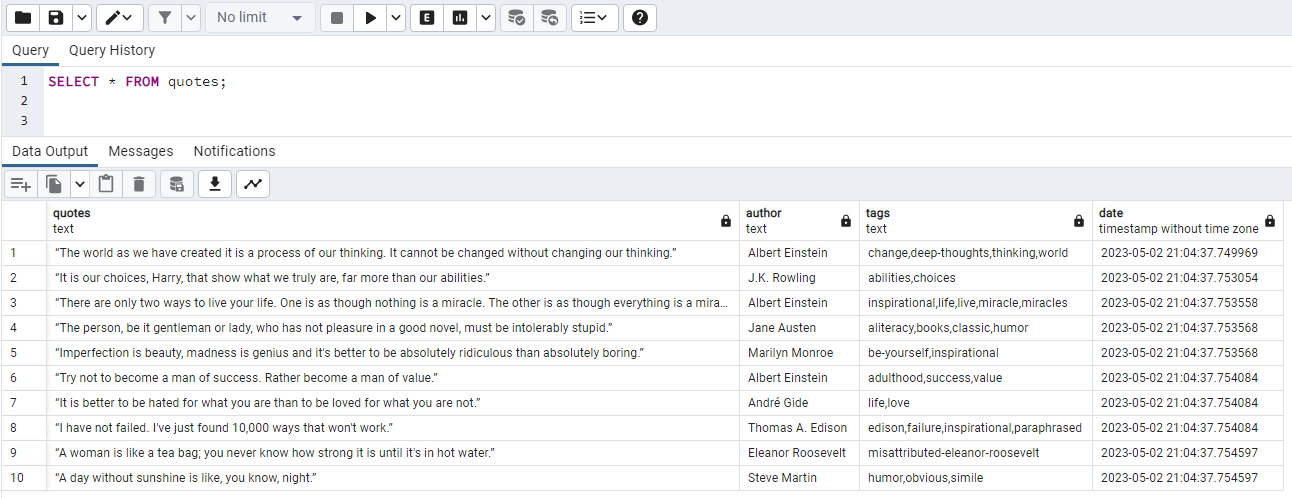 No limit
E
Query Query History
1 SELECT * FROM quotes;
2
3
Data Output Messages Notifications
quotes author tags date
text text text timestamp without time zone
1 “The world as we have created it is a process of our thinking. It cannot be changed without changing our thinking.” Albert Einstein change,deep-thoughts,thinking,world 2023-05-02 21:04:37.749969
2 “It is our choices, Harry, that show what we truly are, far more than our abilities.” J.K. Rowling abilities,choices 2023-05-02 21:04:37.753054
3 “There are only two ways to live your life. One is as though nothing is a miracle. The other is as though everything is a mira... Albert Einstein inspirational,life,live,miracle,miracles 2023-05-02 21:04:37.753558
4 “The person, be it gentleman or lady, who has not pleasure in a good novel, must be intolerably stupid.” Jane Austen aliteracy,books,classic,humor 2023-05-02 21:04:37.753568
5 “Imperfection is beauty, madness is genius and it's better to be absolutely ridiculous than absolutely boring.” Marilyn Monroe be-yourself,inspirational 2023-05-02 21:04:37.753568
6 “Try not to become a man of success. Rather become a man of value.” Albert Einstein adulthood,success,value 2023-05-02 21:04:37.754084
7 “It is better to be hated for what you are than to be loved for what you are not.” André Gide life,love 2023-05-02 21:04:37.754084
8 “I have not failed. I've just found 10,000 ways that won't work.” Thomas A. Edison edison,failure,inspirational,paraphrased 2023-05-02 21:04:37.754084
9 “A woman is like a tea bag; you never know how strong it is until it's in hot water.” Eleanor Roosevelt misattributed-eleanor-roosevelt 2023-05-02 21:04:37.754597
10 “A day without sunshine is like, you know, night.” Steve Martin humor,obvious,simile 2023-05-02 21:04:37.754597